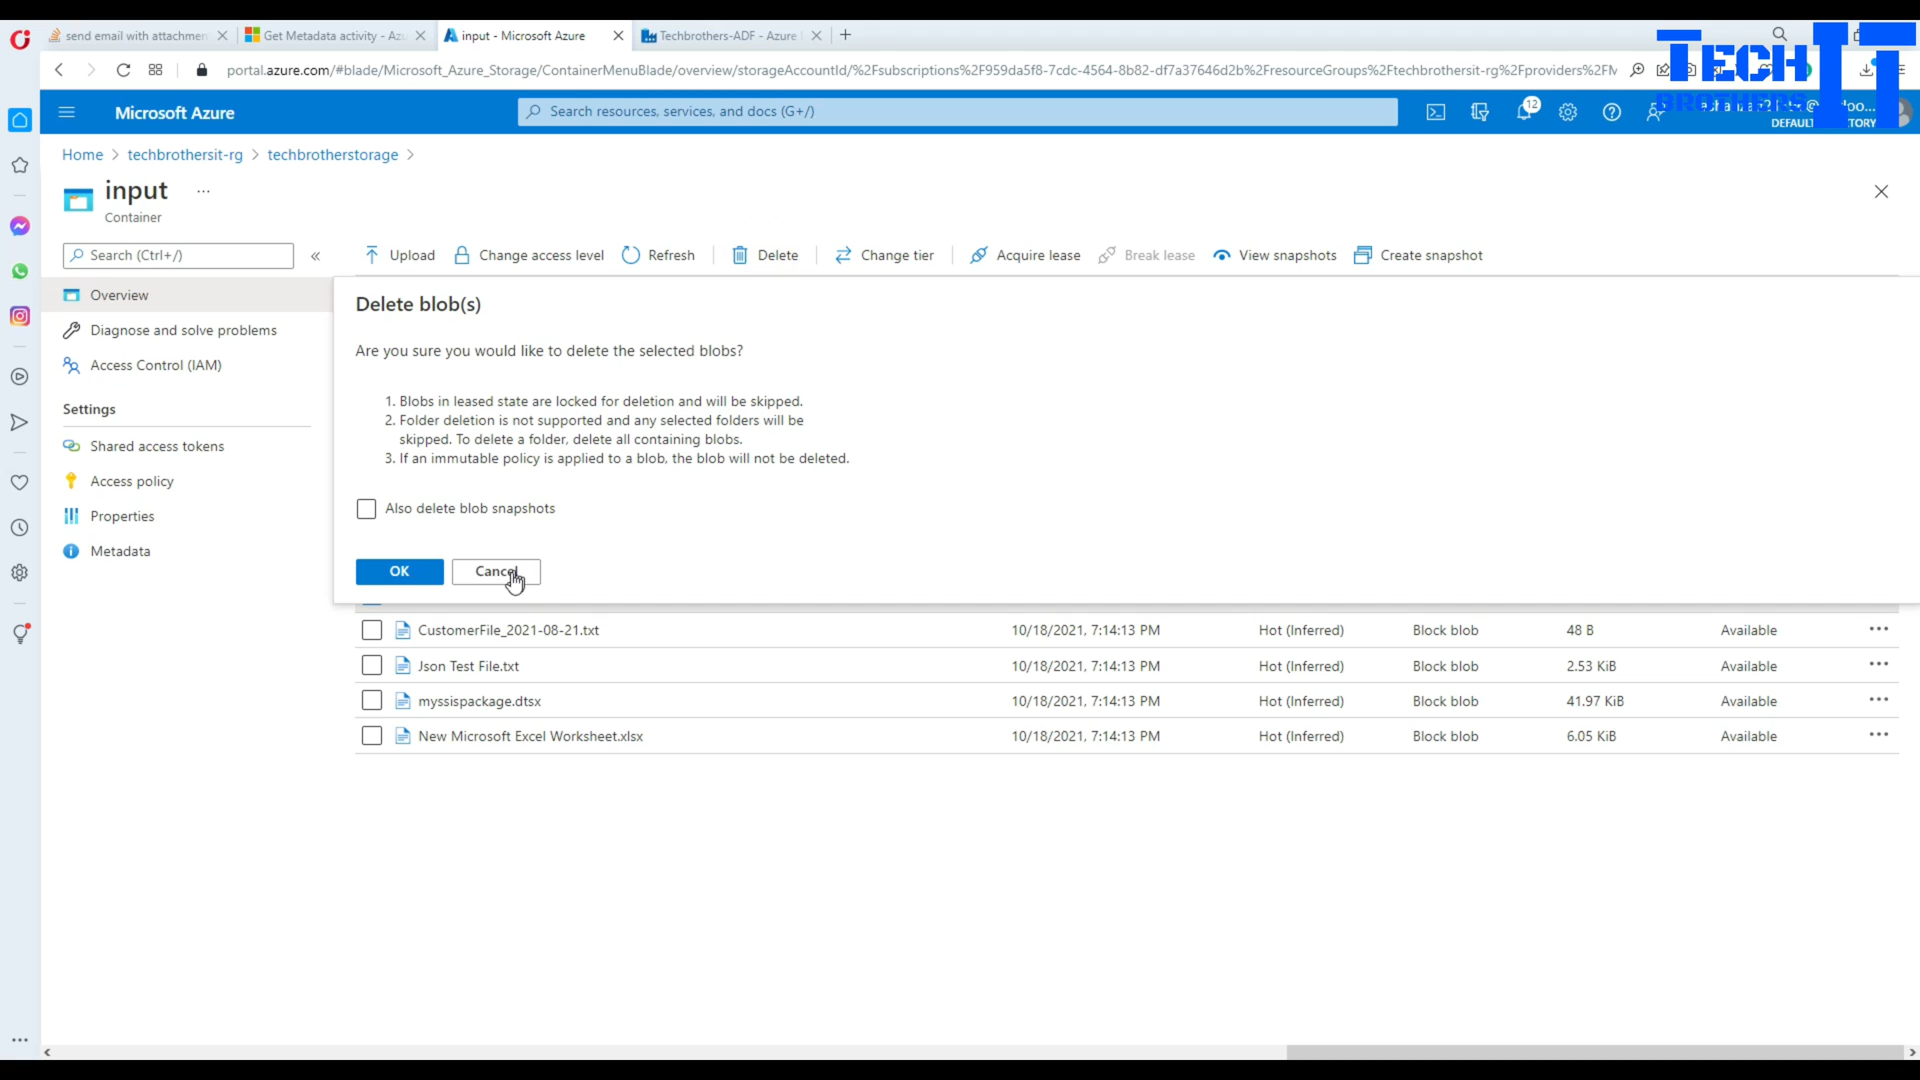 send email with attachmen
Get Metadata activity - Azu
input - Microsoft Azure
Techbrothers-ADF - Azure
portal.azure.com/#blade/Microsoft_Azure_Storage/ContainerMenuBlade/overview/storageAccountId/%2Fsubscriptions%2F959da5f8-7cdc-4564-8b82-df7a37646d2b%2FresourceGroups%2Ftechbrothersit-rg%2Fproviders%2FM
TECH IT
BROTHERS
Microsoft Azure
Search resources, services, and docs (G+/)
12
Home > techbrothersit-rg > techbrotherstorage >
input
...
Container
Search (Ctrl+/)
«
Upload
Change access level
Refresh
Delete
Change tier
Acquire lease
Break lease
View snapshots
Create snapshot
Overview
Diagnose and solve problems
Access Control (IAM)
Settings
Shared access tokens
Access policy
Properties
Metadata
Delete blob(s)
Are you sure you would like to delete the selected blobs?
1. Blobs in leased state are locked for deletion and will be skipped.
2. Folder deletion is not supported and any selected folders will be
skipped. To delete a folder, delete all containing blobs.
3. If an immutable policy is applied to a blob, the blob will not be deleted.
Also delete blob snapshots
OK
Cancel
CustomerFile_2021-08-21.txt 10/18/2021, 7:14:13 PM Hot (Inferred) Block blob 48 B Available
Json Test File.txt 10/18/2021, 7:14:13 PM Hot (Inferred) Block blob 2.53 KiB Available
myssispackage.dtsx 10/18/2021, 7:14:13 PM Hot (Inferred) Block blob 41.97 KiB Available
New Microsoft Excel Worksheet.xlsx 10/18/2021, 7:14:13 PM Hot (Inferred) Block blob 6.05 KiB Available